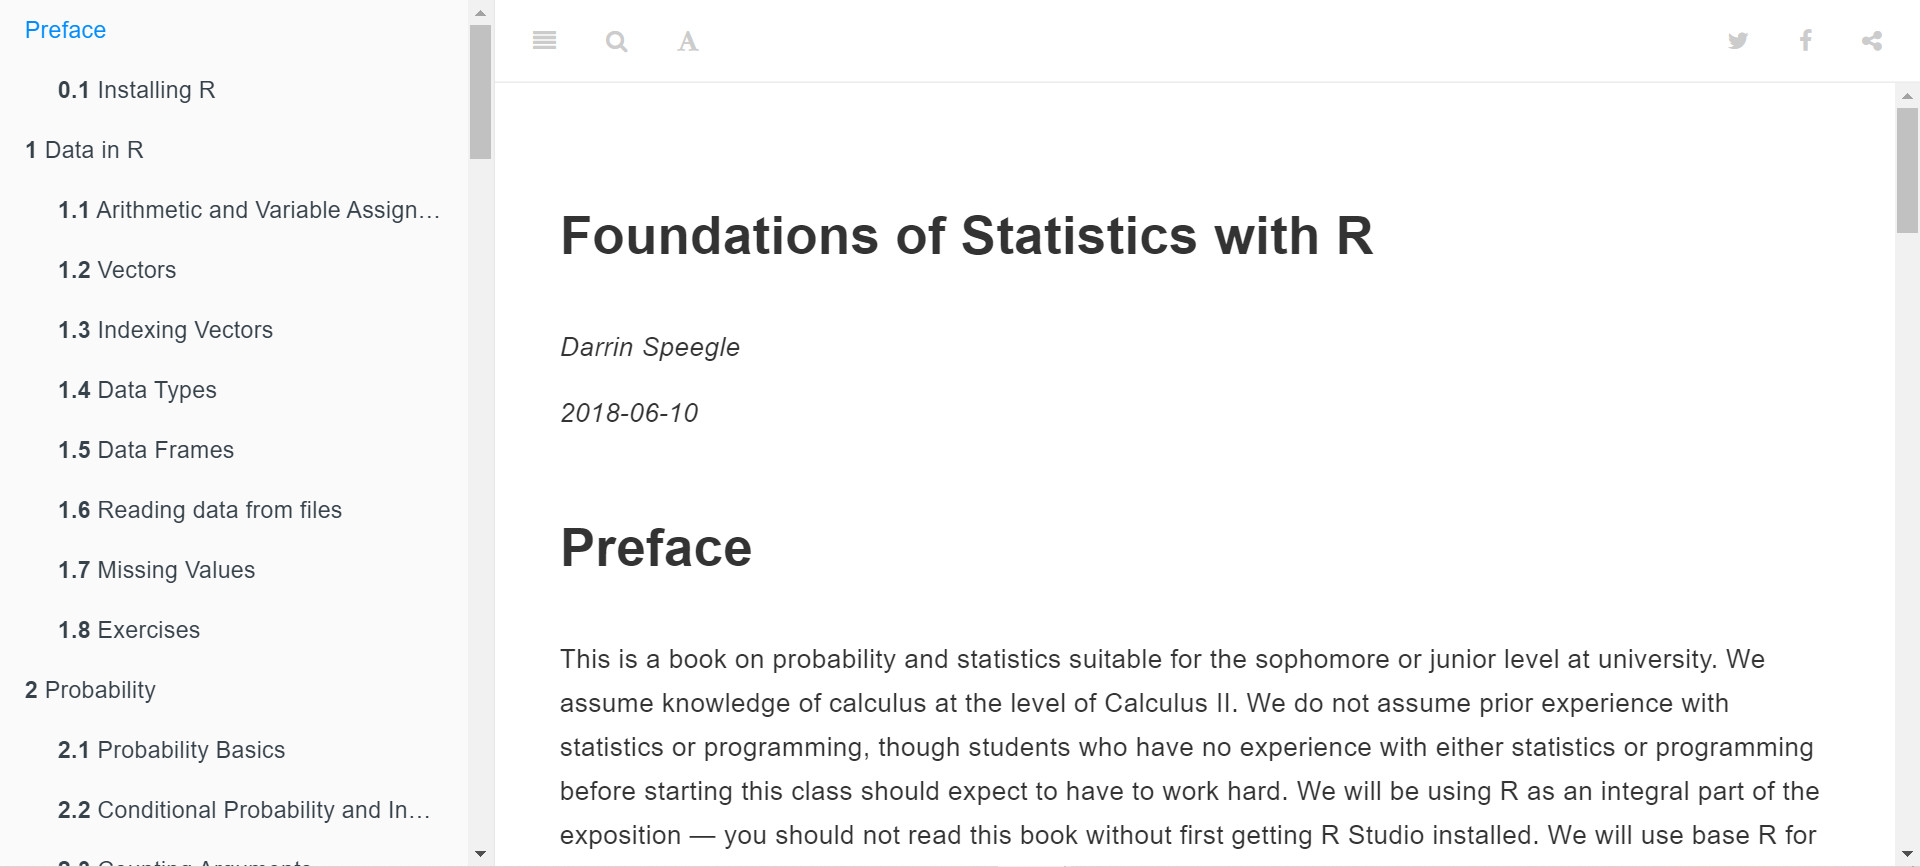 Preface
0.1 Installing R
1 Data in R
1.1 Arithmetic and Variable Assign…
1.2 Vectors
1.3 Indexing Vectors
1.4 Data Types
1.5 Data Frames
1.6 Reading data from files
1.7 Missing Values
1.8 Exercises
2 Probability
2.1 Probability Basics
2.2 Conditional Probability and In…
2.3 Counting Arguments
A
Foundations of Statistics with R
Darrin Speegle
2018-06-10
Preface
This is a book on probability and statistics suitable for the sophomore or junior level at university. We
assume knowledge of calculus at the level of Calculus II. We do not assume prior experience with
statistics or programming, though students who have no experience with either statistics or programming
before starting this class should expect to have to work hard. We will be using R as an integral part of the
exposition — you should not read this book without first getting R Studio installed. We will use base R for